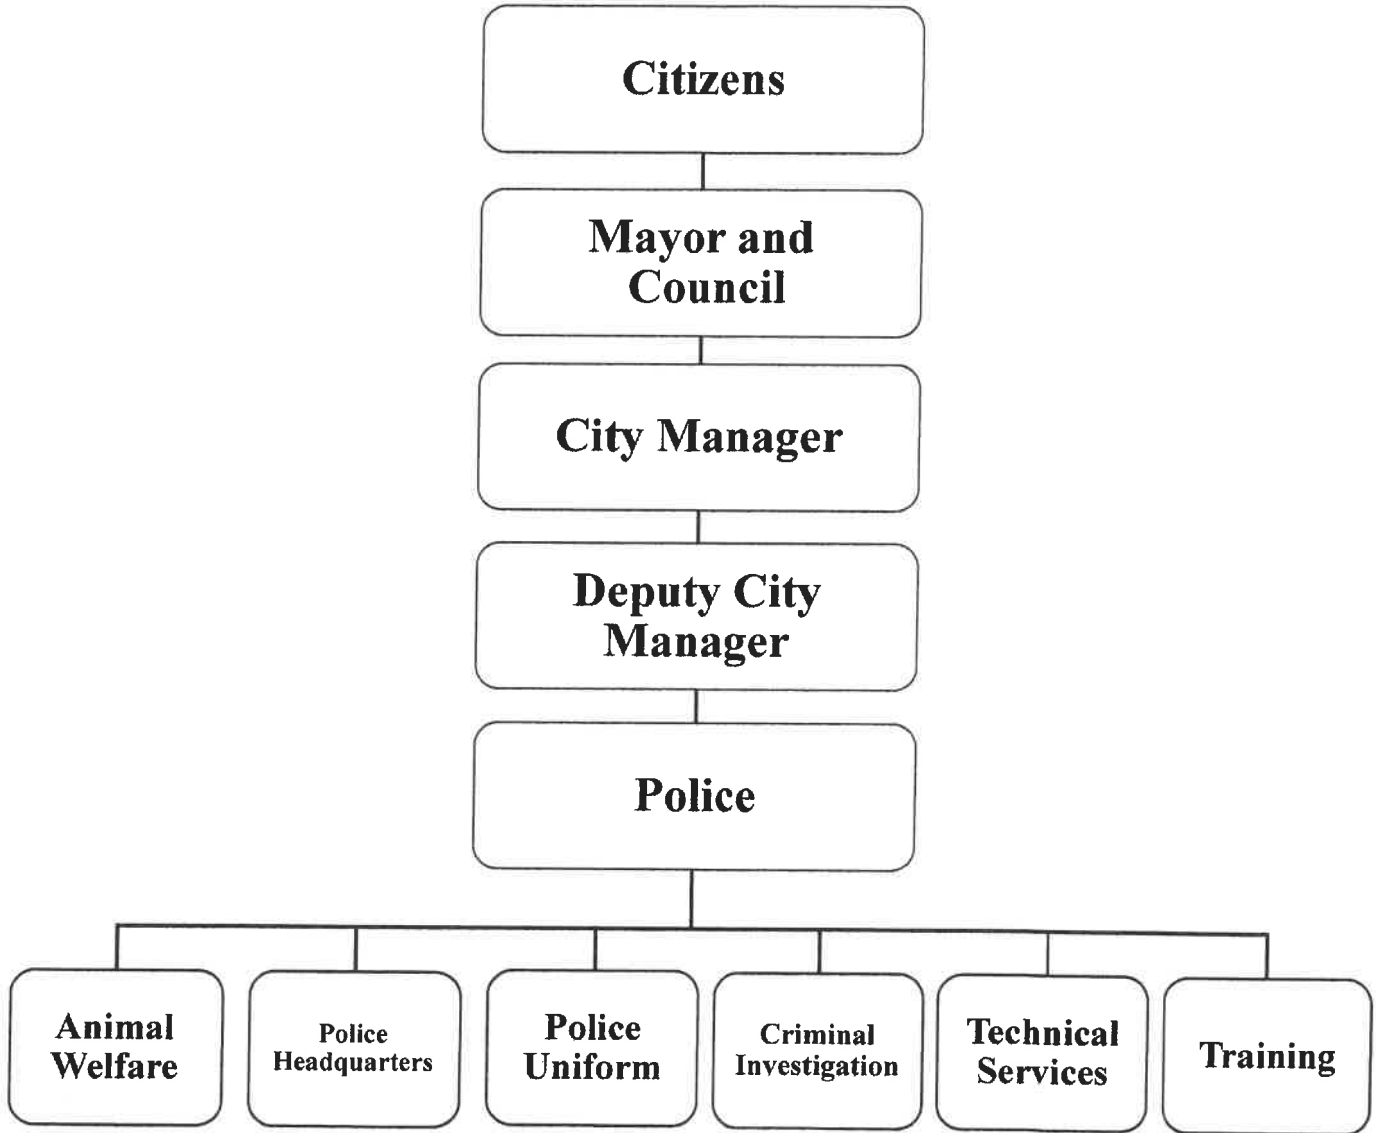 Citizens
Mayor and
Council
City Manager
Deputy City
Manager
Police
Animal
Welfare
Police
Headquarters
Police
Uniform
Criminal
Investigation
Technical
Services
Training